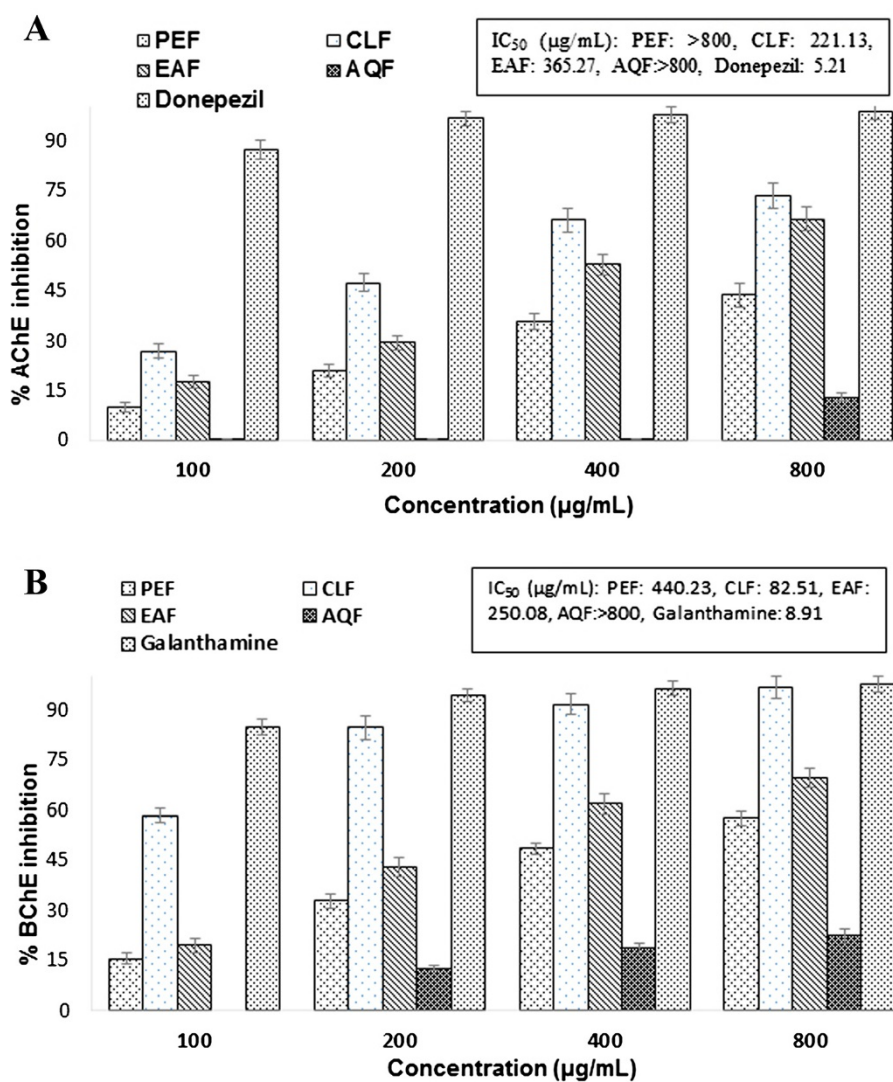 A
PEF CLF
EAF AQF
Donepezil
IC50 (µg/mL): PEF: >800, CLF: 221.13,
EAF: 365.27, AQF:>800, Donepezil: 5.21
% AChE inhibition
90
75
60
45
30
15
0
100 200 400 800
Concentration (µg/mL)
B
PEF CLF
EAF AQF
Galanthamine
IC50 (µg/mL): PEF: 440.23, CLF: 82.51, EAF:
250.08, AQF:>800, Galanthamine: 8.91
% BChE inhibition
90
75
60
45
30
15
0
100 200 400 800
Concentration (µg/mL)